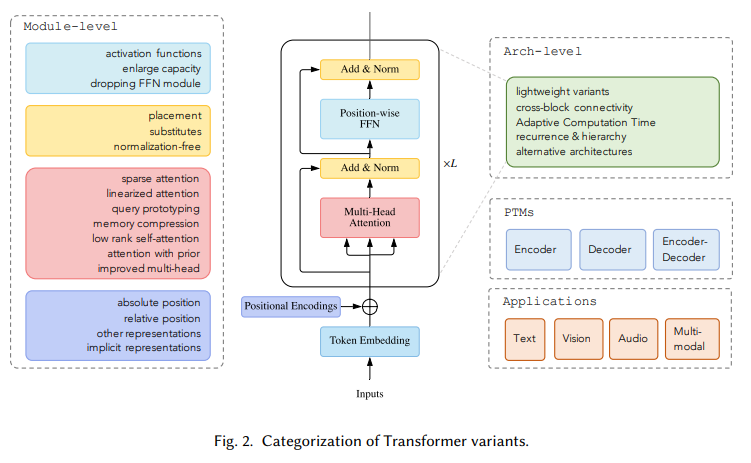 Module-level
activation functions
enlarge capacity
dropping FFN module
placement
substitutes
normalization-free
sparse attention
linearized attention
query prototyping
memory compression
low rank self-attention
attention with prior
improved multi-head
absolute position
relative position
other representations
implicit representations
Add & Norm
Position-wise
FFN
Add & Norm
Multi-Head
Attention
×L
Positional Encodings
Token Embedding
Inputs
Arch-level
lightweight variants
cross-block connectivity
Adaptive Computation Time
recurrence & hierarchy
alternative architectures
PTMs
Encoder
Decoder
Encoder-
Decoder
Applications
Text
Vision
Audio
Multi-
modal
Fig. 2. Categorization of Transformer variants.